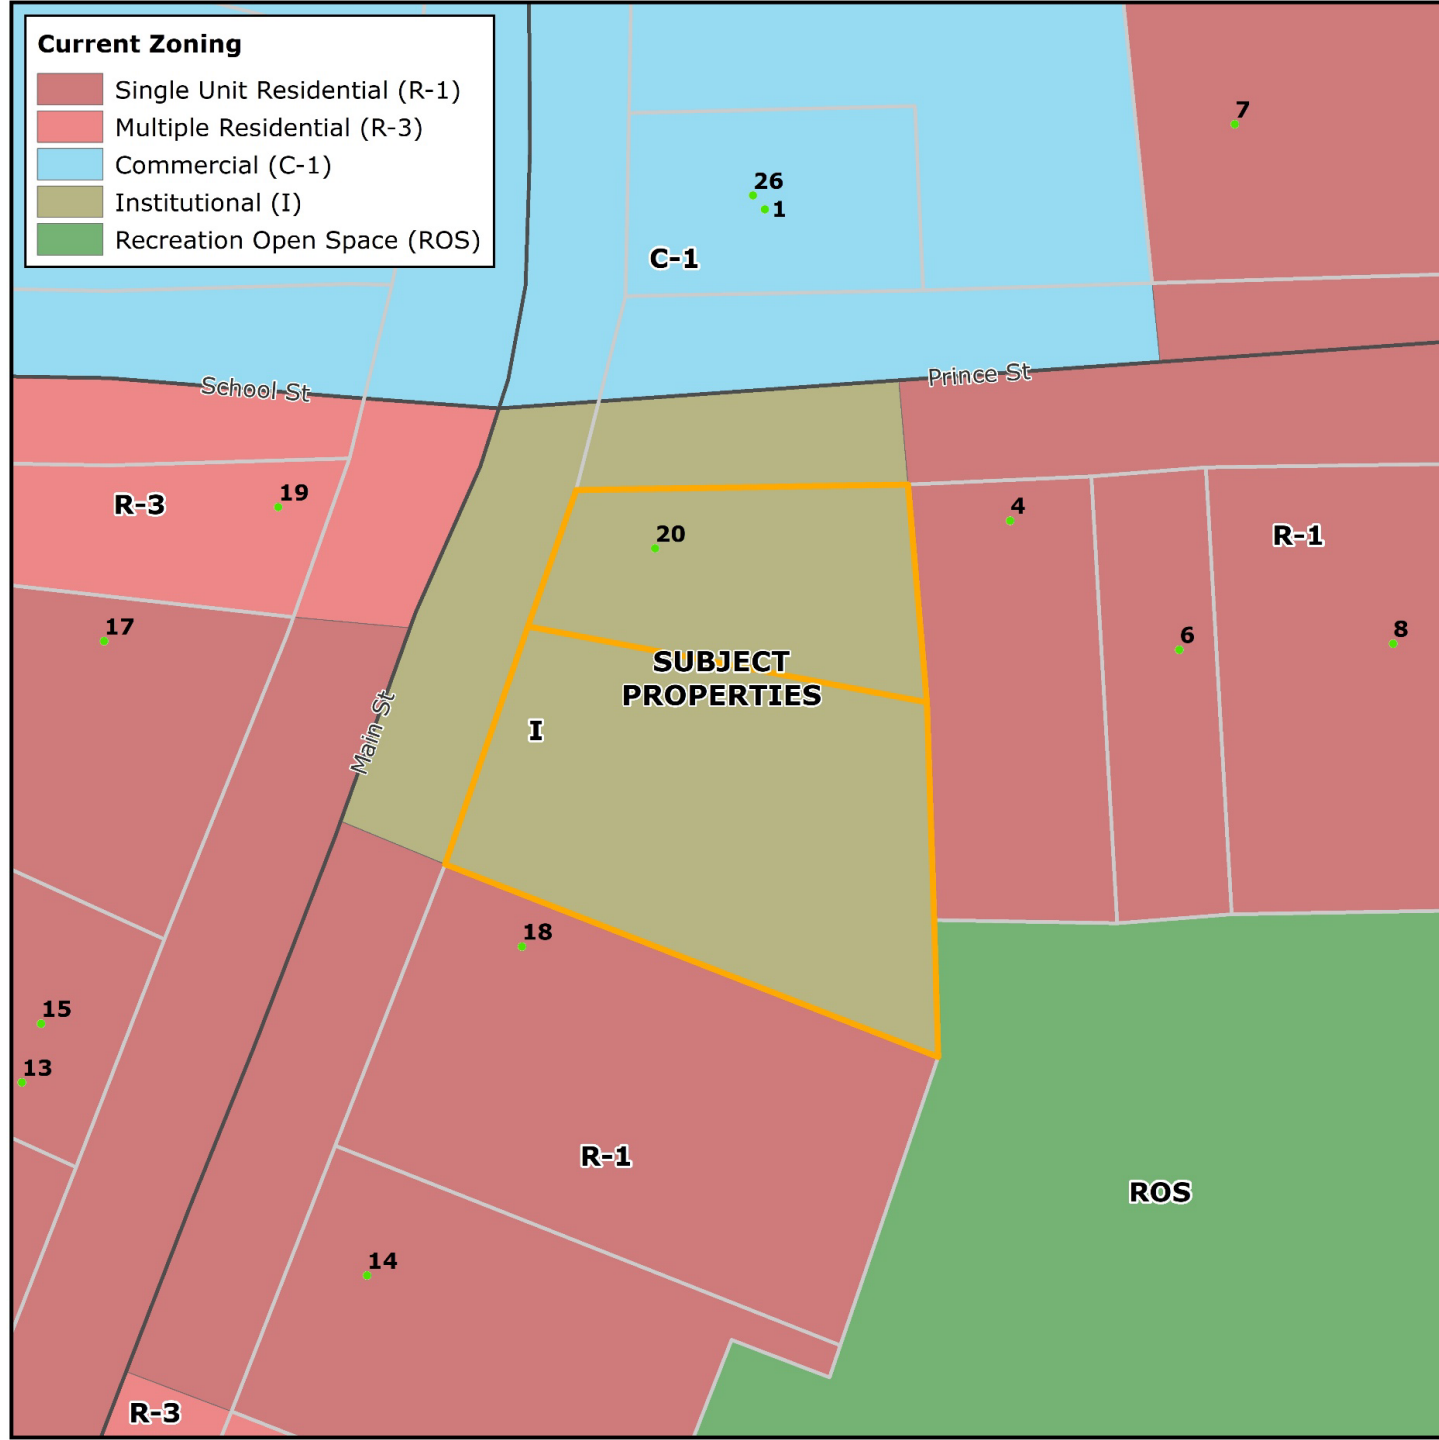 Current Zoning
Single Unit Residential (R-1)
Multiple Residential (R-3)
Commercial (C-1)
Institutional (I)
Recreation Open Space (ROS)
7
26
1
C-1
School St
Prince St
R-3
19
20
4
R-1
17
6
8
SUBJECT
PROPERTIES
I
Main St
18
15
13
R-1
ROS
14
R-3